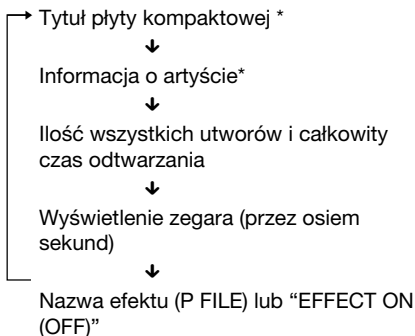 Tytuł płyty kompaktowej *
Informacja o artyście*
Ilość wszystkich utworów i całkowity
czas odtwarzania
Wyświetlenie zegara (przez osiem
sekund)
Nazwa efektu (P FILE) lub “EFFECT ON
(OFF)”